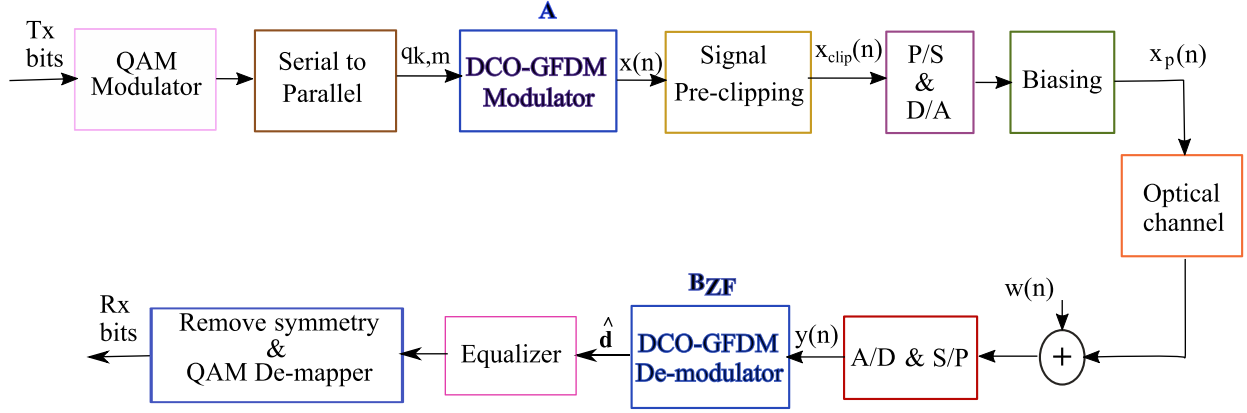 Tx
bits
QAM
Modulator
Serial to
Parallel
qk,m
A
DCO-GFDM
Modulator
x(n)
Signal
Pre-clipping
xclip(n)
P/S
&
D/A
Biasing
xp(n)
Optical
channel
w(n)
+
A/D & S/P
y(n)
BZF
DCO-GFDM
De-modulator
d̂
Equalizer
Remove symmetry
&
QAM De-mapper
Rx
bits